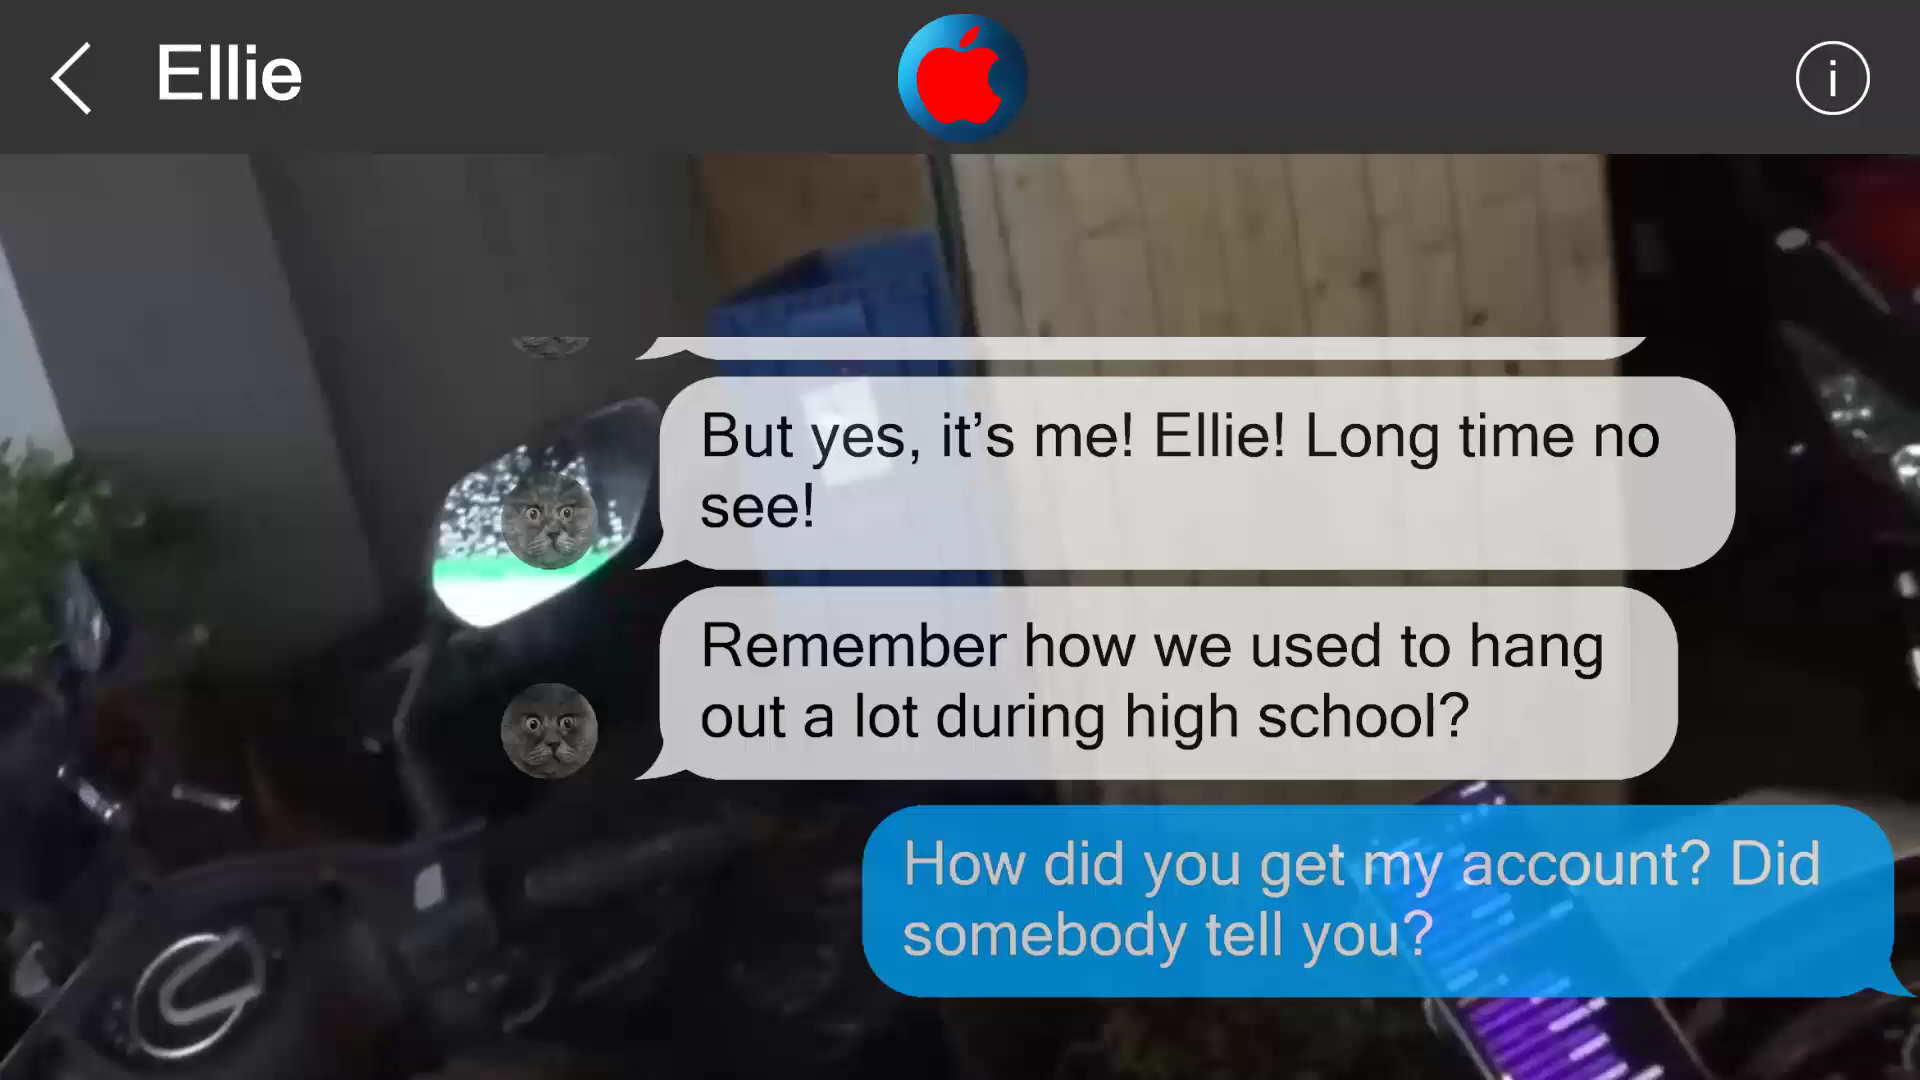 Ellie
But yes, it’s me! Ellie! Long time no
see!
Remember how we used to hang
out a lot during high school?
How did you get my account? Did
somebody tell you?